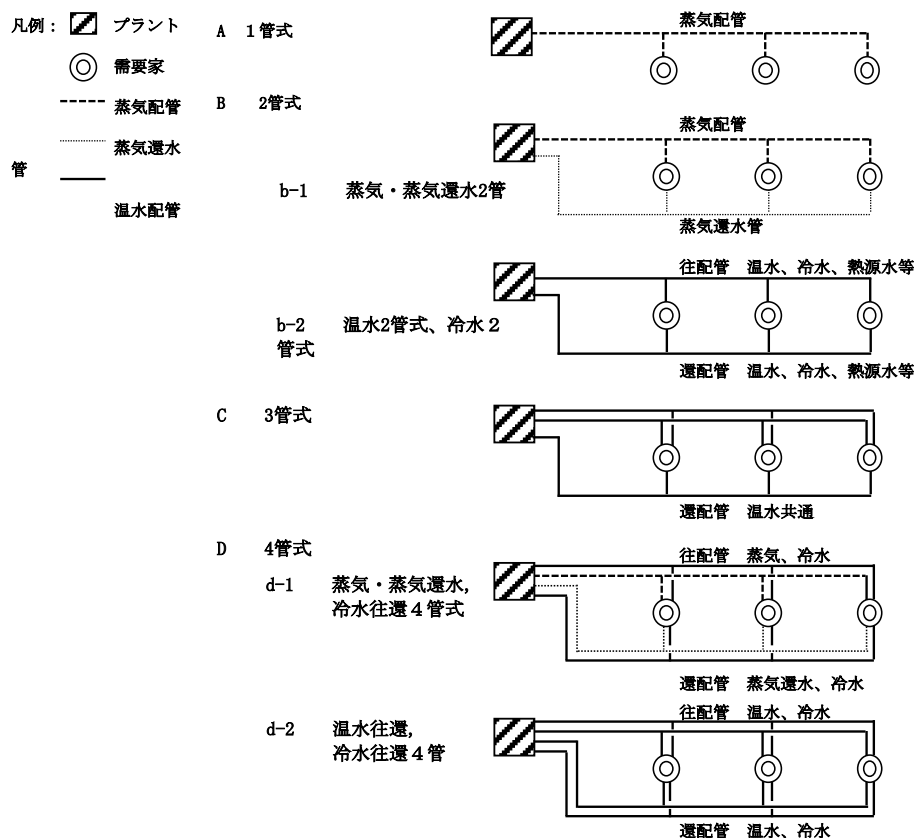 凡例：
プラント
需要家
蒸気配管
蒸気還水
管
温水配管
A　1管式
蒸気配管
B　2管式
b-1　蒸気・蒸気還水2管
蒸気配管
蒸気還水管
b-2　温水2管式、冷水２
管式
往配管　温水、冷水、熱源水等
還配管　温水、冷水、熱源水等
C　3管式
還配管　温水共通
D　4管式
d-1　蒸気・蒸気還水,
冷水往還４管式
往配管　蒸気、冷水
還配管　蒸気還水、冷水
d-2　温水往還,
冷水往還４管
往配管　温水、冷水
還配管　温水、冷水